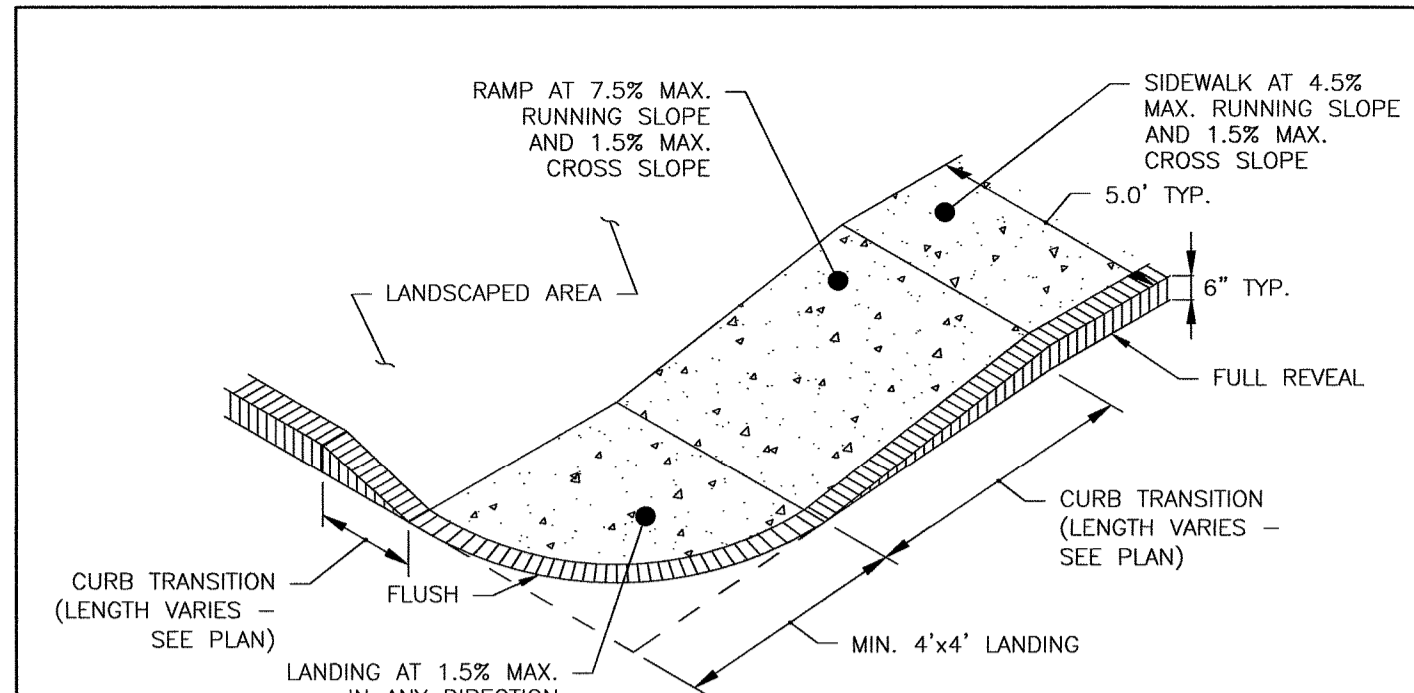 RAMP AT 7.5% MAX.
RUNNING SLOPE
AND 1.5% MAX.
CROSS SLOPE
SIDEWALK AT 4.5%
MAX. RUNNING SLOPE
AND 1.5% MAX.
CROSS SLOPE
5.0' TYP.
LANDSCAPED AREA
6" TYP.
FULL REVEAL
CURB TRANSITION
(LENGTH VARIES –
SEE PLAN)
CURB TRANSITION
(LENGTH VARIES –
SEE PLAN)
FLUSH
MIN. 4'x4' LANDING
LANDING AT 1.5% MAX.
IN ANY DIRECTION